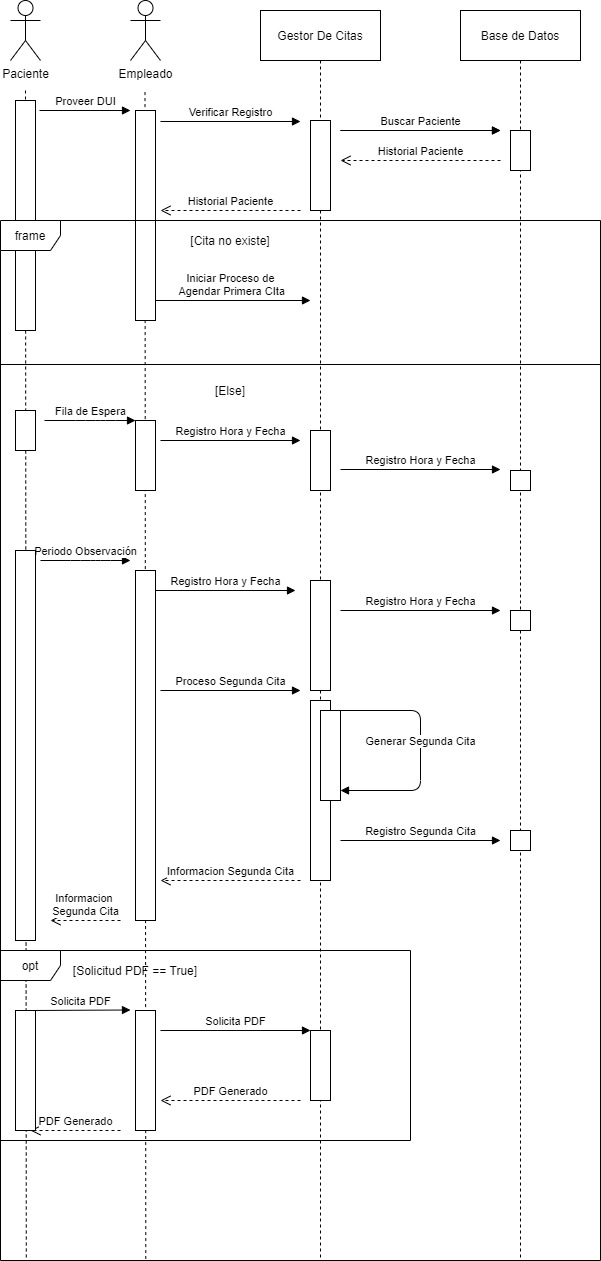 Paciente
Empleado
Gestor De Citas
Base de Datos
Proveer DUI
Verificar Registro
Buscar Paciente
Historial Paciente
Historial Paciente
frame
[Cita no existe]
Iniciar Proceso de
Agendar Primera CIta
[Else]
Fila de Espera
Registro Hora y Fecha
Registro Hora y Fecha
Periodo Observación
Registro Hora y Fecha
Registro Hora y Fecha
Proceso Segunda Cita
Generar Segunda Cita
Registro Segunda Cita
Informacion Segunda Cita
Informacion
Segunda Cita
opt
[Solicitud PDF == True]
Solicita PDF
Solicita PDF
PDF Generado
PDF Generado